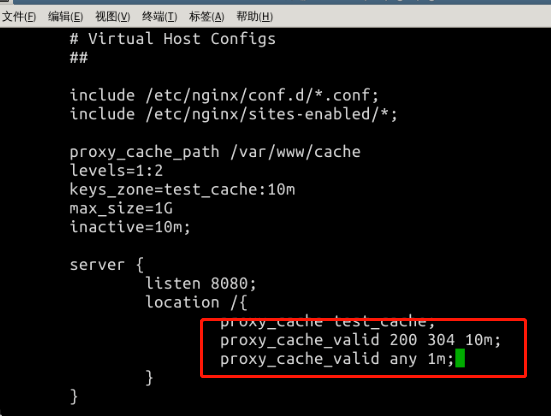 文件(F) 编辑(E) 视图(V) 终端(T) 标签(A) 帮助(H)
# Virtual Host Configs
##
include /etc/nginx/conf.d/*.conf;
include /etc/nginx/sites-enabled/*;
proxy_cache_path /var/www/cache
levels=1:2
keys_zone=test_cache:10m
max_size=1G
inactive=10m;
server {
listen 8080;
location /{
proxy_cache test_cache;
proxy_cache_valid 200 304 10m;
proxy_cache_valid any 1m;
}
}